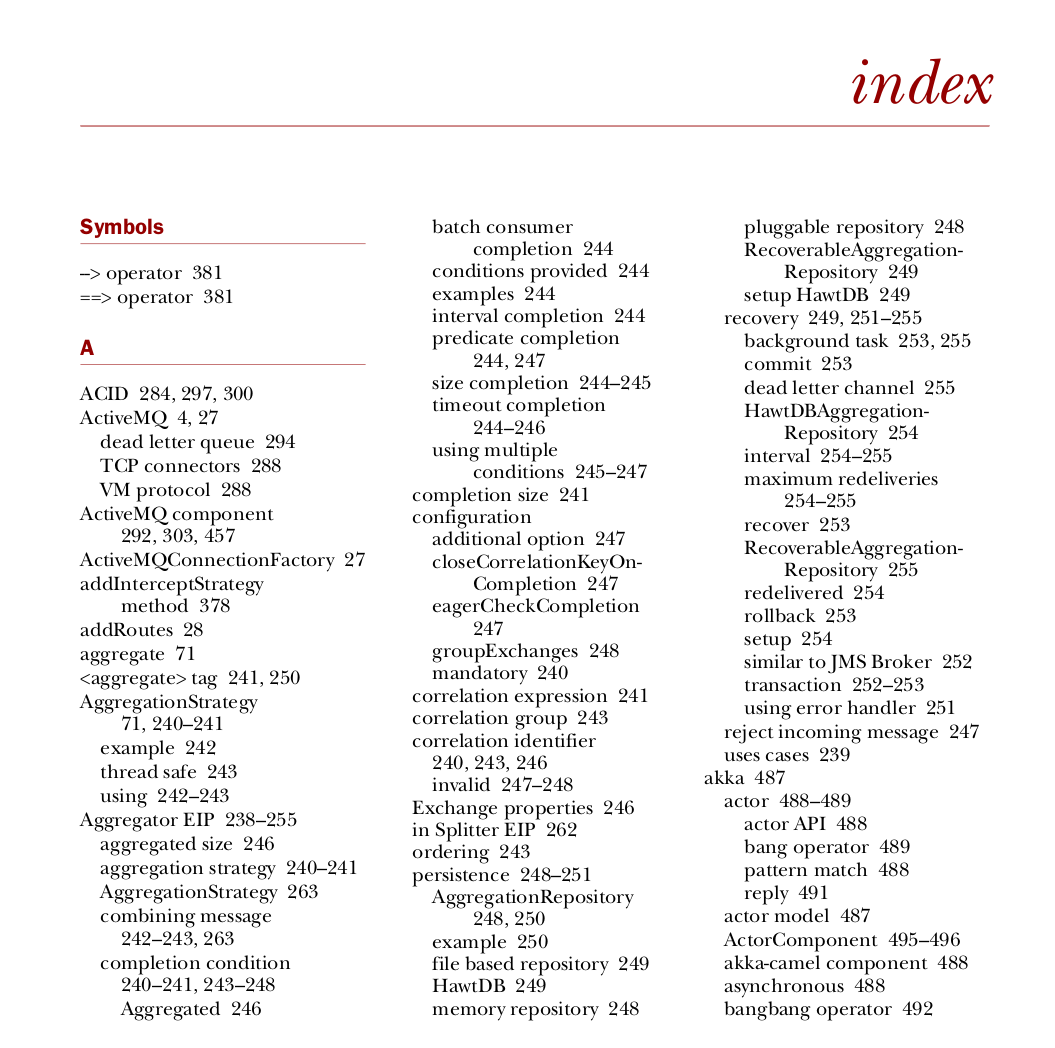 index
Symbols
–> operator 381
==> operator 381
A
ACID 284, 297, 300
ActiveMQ 4, 27
dead letter queue 294
TCP connectors 288
VM protocol 288
ActiveMQ component
292, 303, 457
ActiveMQConnectionFactory 27
addInterceptStrategy
method 378
addRoutes 28
aggregate 71
<aggregate> tag 241, 250
AggregationStrategy
71, 240–241
example 242
thread safe 243
using 242–243
Aggregator EIP 238–255
aggregated size 246
aggregation strategy 240–241
AggregationStrategy 263
combining message
242–243, 263
completion condition
240–241, 243–248
Aggregated 246
batch consumer
completion 244
conditions provided 244
examples 244
interval completion 244
predicate completion
244, 247
size completion 244–245
timeout completion
244–246
using multiple
conditions 245–247
completion size 241
configuration
additional option 247
closeCorrelationKeyOn-
Completion 247
eagerCheckCompletion
247
groupExchanges 248
mandatory 240
correlation expression 241
correlation group 243
correlation identifier
240, 243, 246
invalid 247–248
Exchange properties 246
in Splitter EIP 262
ordering 243
persistence 248–251
AggregationRepository
248, 250
example 250
file based repository 249
HawtDB 249
memory repository 248
pluggable repository 248
RecoverableAggregation-
Repository 249
setup HawtDB 249
recovery 249, 251–255
background task 253, 255
commit 253
dead letter channel 255
HawtDBAggregation-
Repository 254
interval 254–255
maximum redeliveries
254–255
recover 253
RecoverableAggregation-
Repository 255
redelivered 254
rollback 253
setup 254
similar to JMS Broker 252
transaction 252–253
using error handler 251
reject incoming message 247
uses cases 239
akka 487
actor 488–489
actor API 488
bang operator 489
pattern match 488
reply 491
actor model 487
ActorComponent 495–496
akka-camel component 488
asynchronous 488
bangbang operator 492